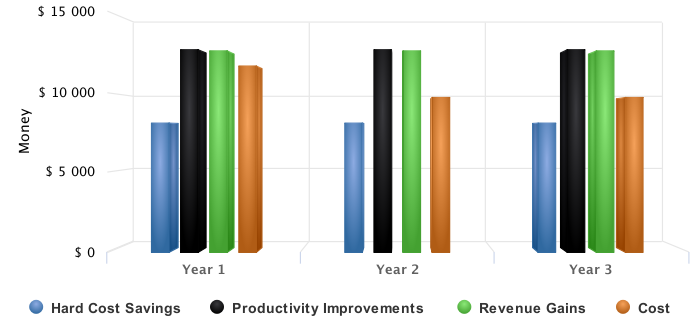 $ 15 000
$ 10 000
$ 5 000
$ 0
Money
Year 1 Year 2 Year 3
Hard Cost Savings Productivity Improvements Revenue Gains Cost